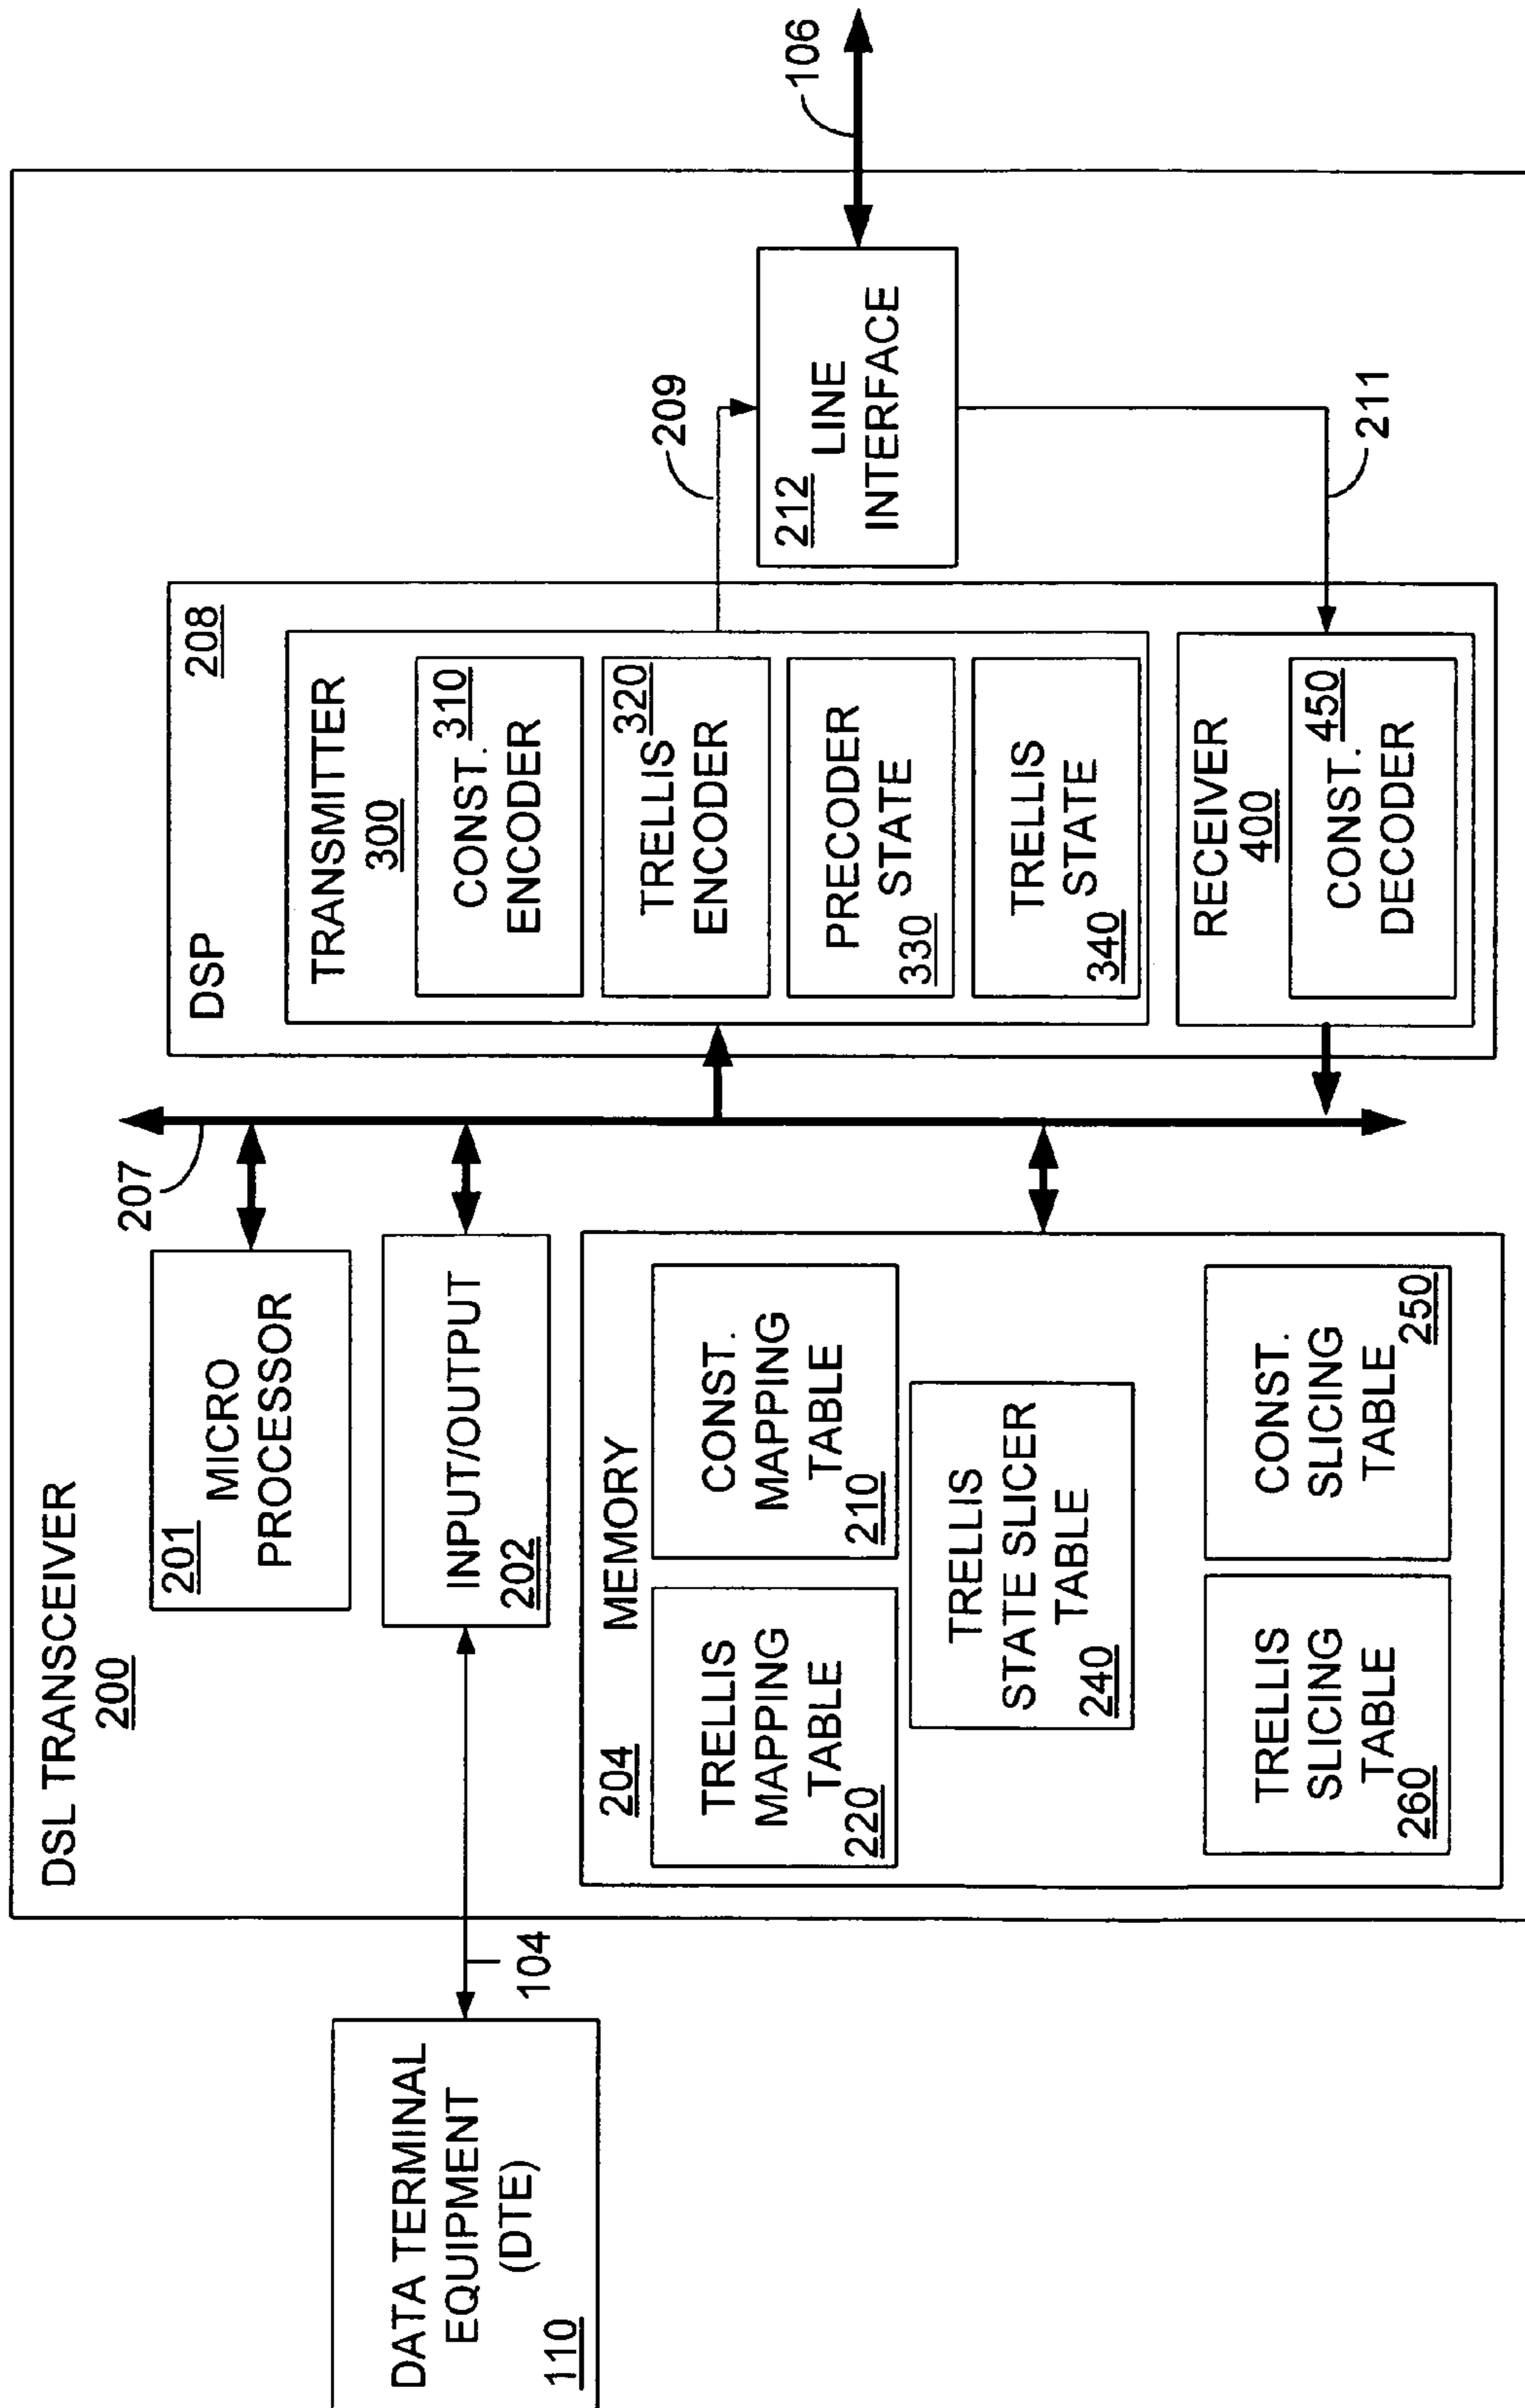 DSL TRANSCEIVER
200
DATA TERMINAL
EQUIPMENT
(DTE)
110
104
201
MICRO
PROCESSOR
INPUT/OUTPUT
202
207
204
MEMORY
TRELLIS
MAPPING
TABLE
220
CONST.
MAPPING
TABLE
210
TRELLIS
STATE SLICER
TABLE
240
TRELLIS
SLICING
TABLE
260
CONST.
SLICING
TABLE
250
DSP
208
TRANSMITTER
300
CONST.
310
ENCODER
TRELLIS
320
ENCODER
PRECODER
STATE
330
TRELLIS
STATE
340
RECEIVER
400
CONST.
450
DECODER
209
212
LINE
INTERFACE
211
106